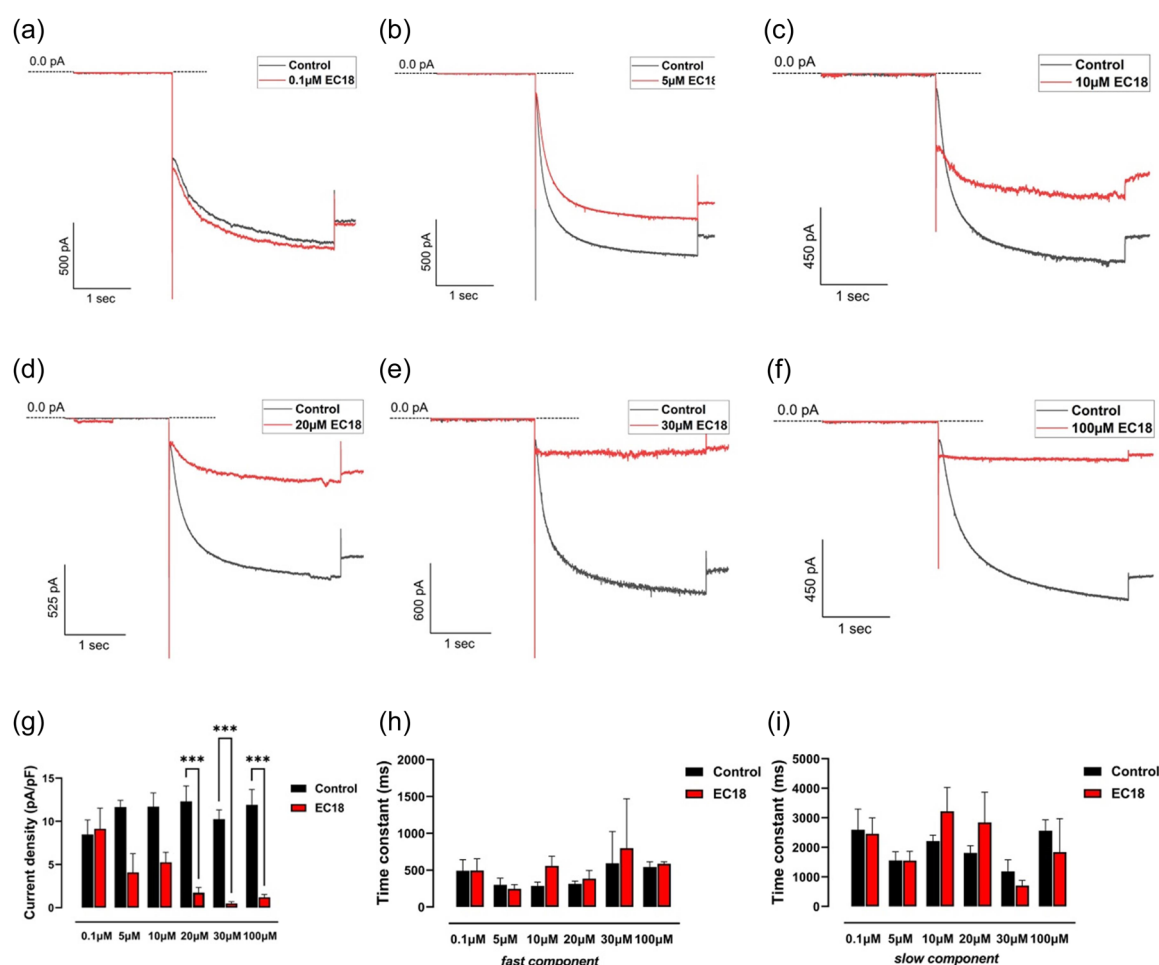 (a)
0.0 pA
Control
0.1µM EC18
500 pA
1 sec
(b)
0.0 pA
Control
5µM EC18
500 pA
1 sec
(c)
0.0 pA
Control
10µM EC18
450 pA
1 sec
(d)
0.0 pA
Control
20µM EC18
525 pA
1 sec
(e)
0.0 pA
Control
30µM EC18
600 pA
1 sec
(f)
0.0 pA
Control
100µM EC18
450 pA
1 sec
(g)
*** *** ***
Control
EC18
Current density (pA/pF)
15
10
5
0
0.1µM 5µM 10µM 20µM 30µM 100µM
(h)
Control
EC18
Time constant (ms)
2000
1500
1000
500
0
0.1µM 5µM 10µM 20µM 30µM 100µM
fast component
(i)
Control
EC18
Time constant (ms)
5000
4000
3000
2000
1000
0
0.1µM 5µM 10µM 20µM 30µM 100µM
slow component